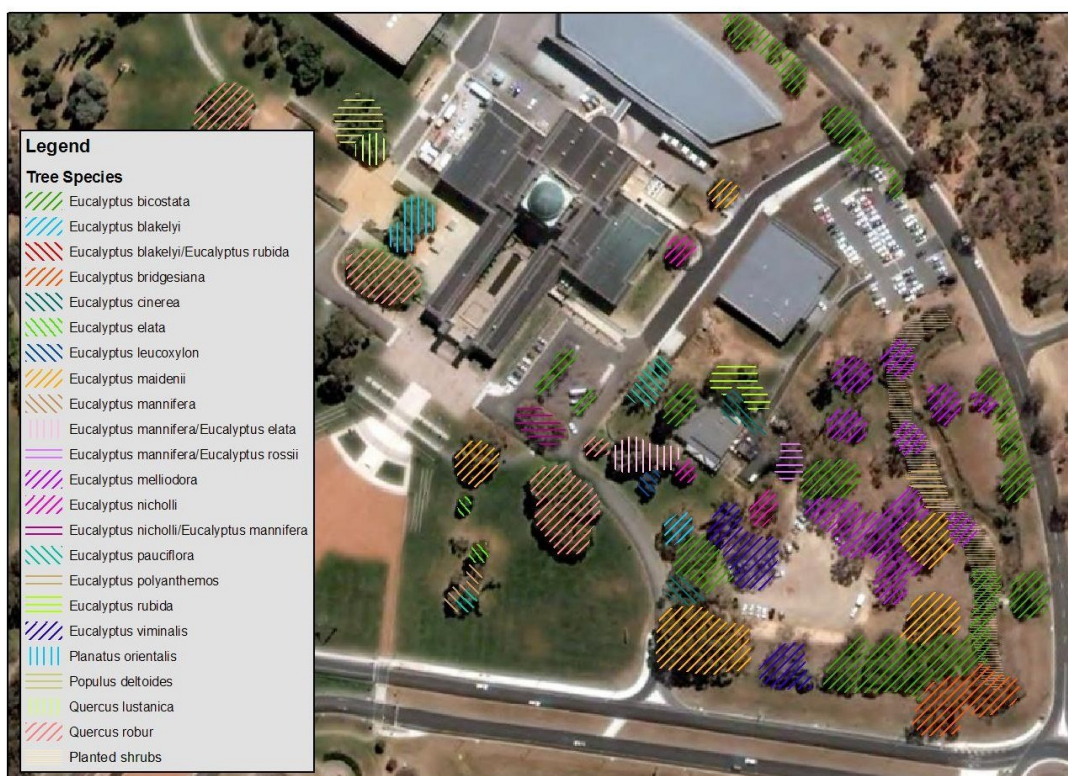 Legend
Tree Species
Eucalyptus bicostata
Eucalyptus blakelyi
Eucalyptus blakelyi/Eucalyptus rubida
Eucalyptus bridgesiana
Eucalyptus cinerea
Eucalyptus elata
Eucalyptus leucoxylon
Eucalyptus maidenii
Eucalyptus mannifera
Eucalyptus mannifera/Eucalyptus elata
Eucalyptus mannifera/Eucalyptus rossii
Eucalyptus melliodora
Eucalyptus nicholli
Eucalyptus nicholli/Eucalyptus mannifera
Eucalyptus pauciflora
Eucalyptus polyanthemos
Eucalyptus rubida
Eucalyptus viminalis
Planatus orientalis
Populus deltoides
Quercus lustanica
Quercus robur
Planted shrubs